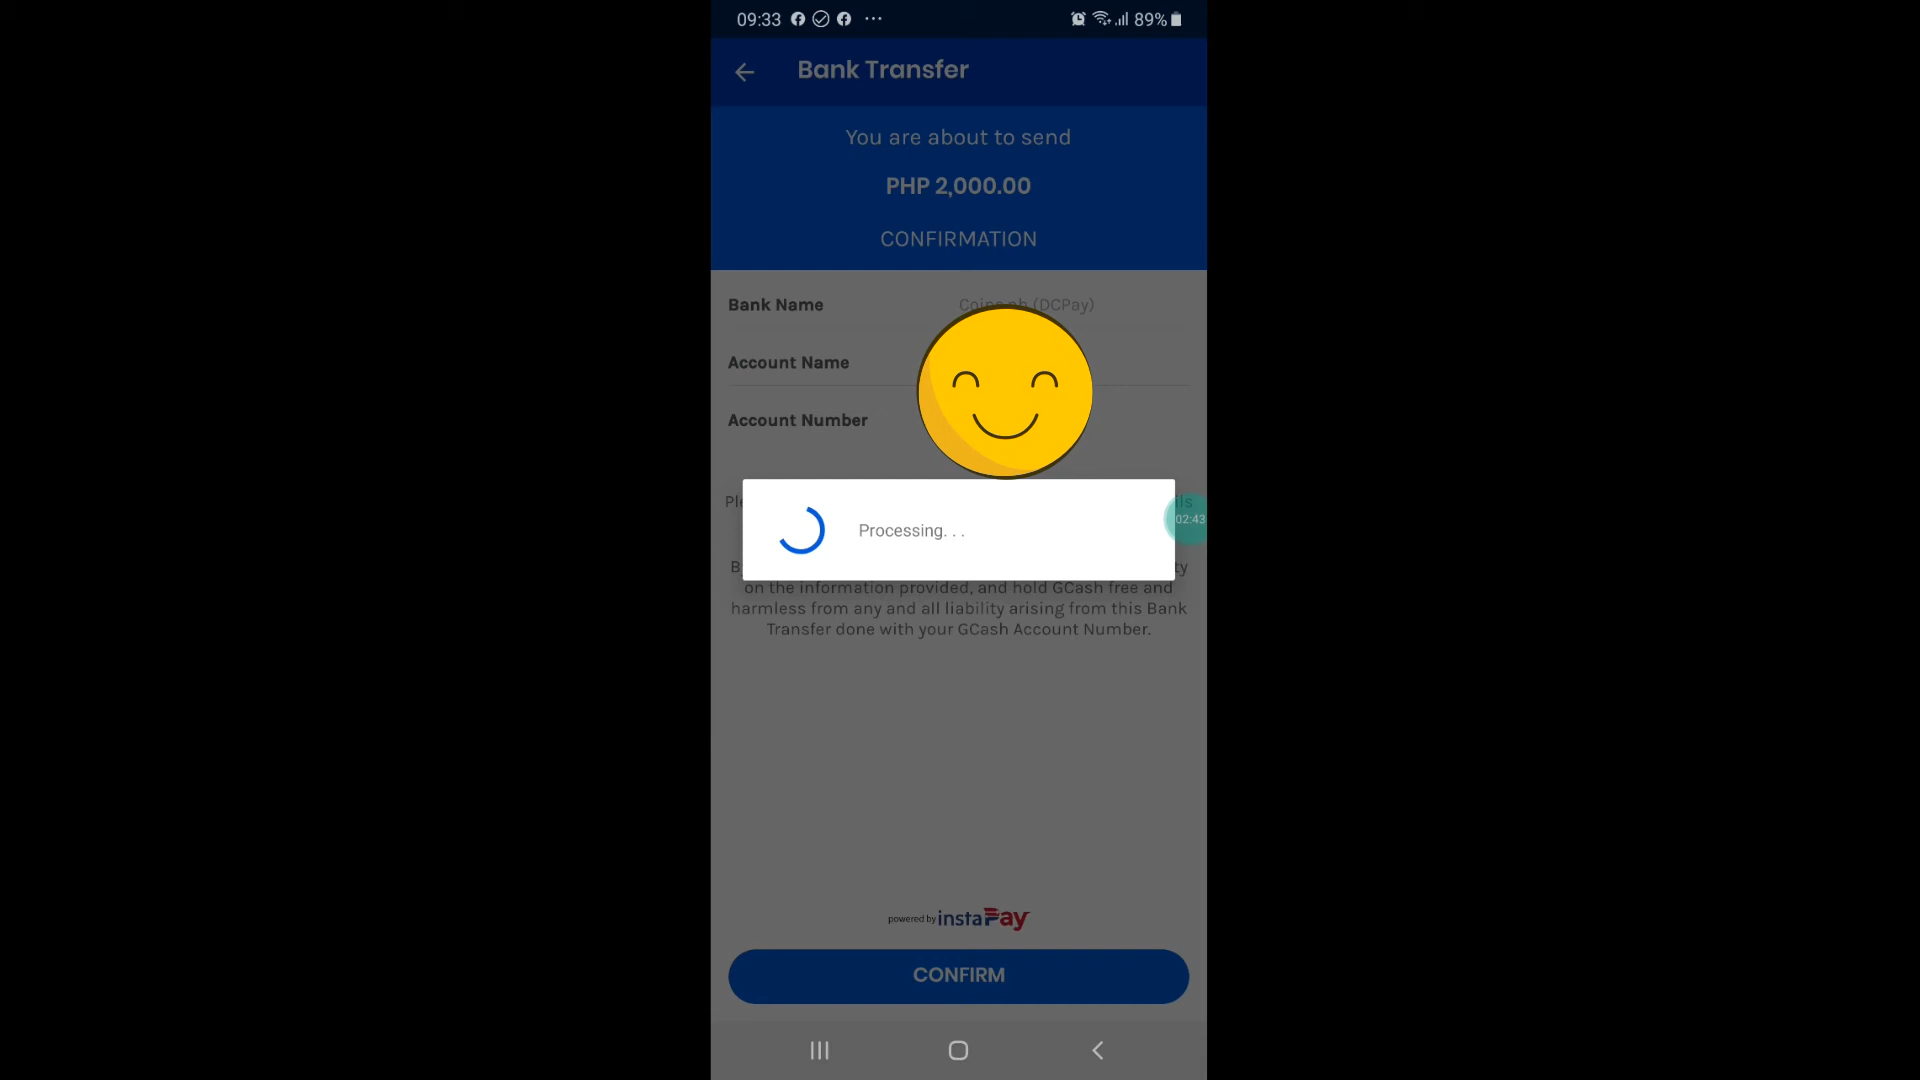 09:33 89%
Bank Transfer
You are about to send
PHP 2,000.00
CONFIRMATION
Bank Name (DCPay)
Account Name
Account Number
Processing. . .
02:43
on the information provided, and hold GCash free and
harmless from any and all liability arising from this Bank
Transfer done with your GCash Account Number.
powered by instaPay
CONFIRM